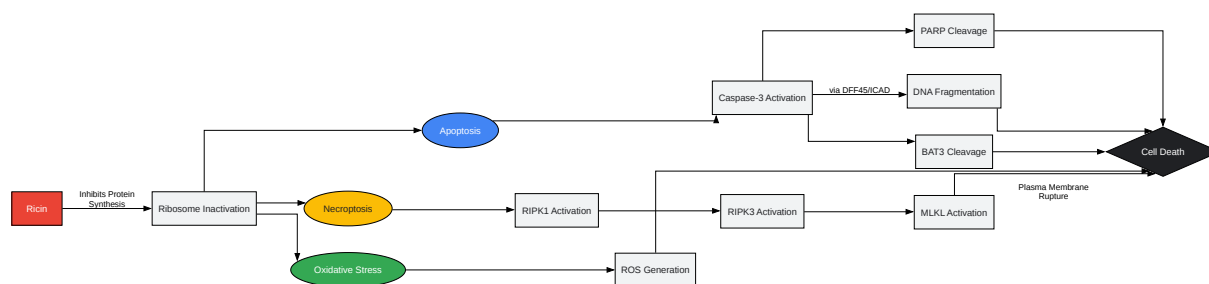 PARP Cleavage
Caspase-3 Activation
via DFF45/ICAD
DNA Fragmentation
Apoptosis
BAT3 Cleavage
Cell Death
Inhibits Protein
Synthesis
Ricin
Ribosome Inactivation
Necroptosis
RIPK1 Activation
RIPK3 Activation
MLKL Activation
Plasma Membrane
Rupture
Oxidative Stress
ROS Generation